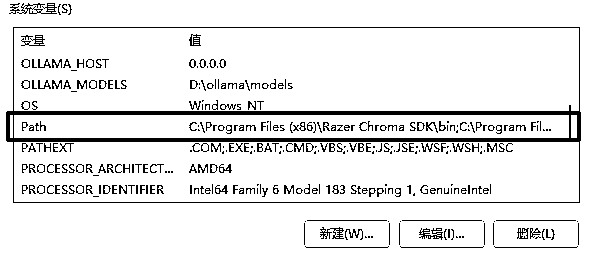 系统变量(S)
变量 值
OLLAMA_HOST 0.0.0.0
OLLAMA_MODELS D:\ollama\models
OS Windows_NT
Path C:\Program Files (x86)\Razer Chroma SDK\bin;C:\Program Fil...
PATHEXT .COM;.EXE;.BAT;.CMD;.VBS;.VBE;.JS;.JSE;.WSF;.WSH;.MSC
PROCESSOR_ARCHITECT... AMD64
PROCESSOR_IDENTIFIER Intel64 Family 6 Model 183 Stepping 1, GenuineIntel
新建(W)... 编辑(I)... 删除(L)